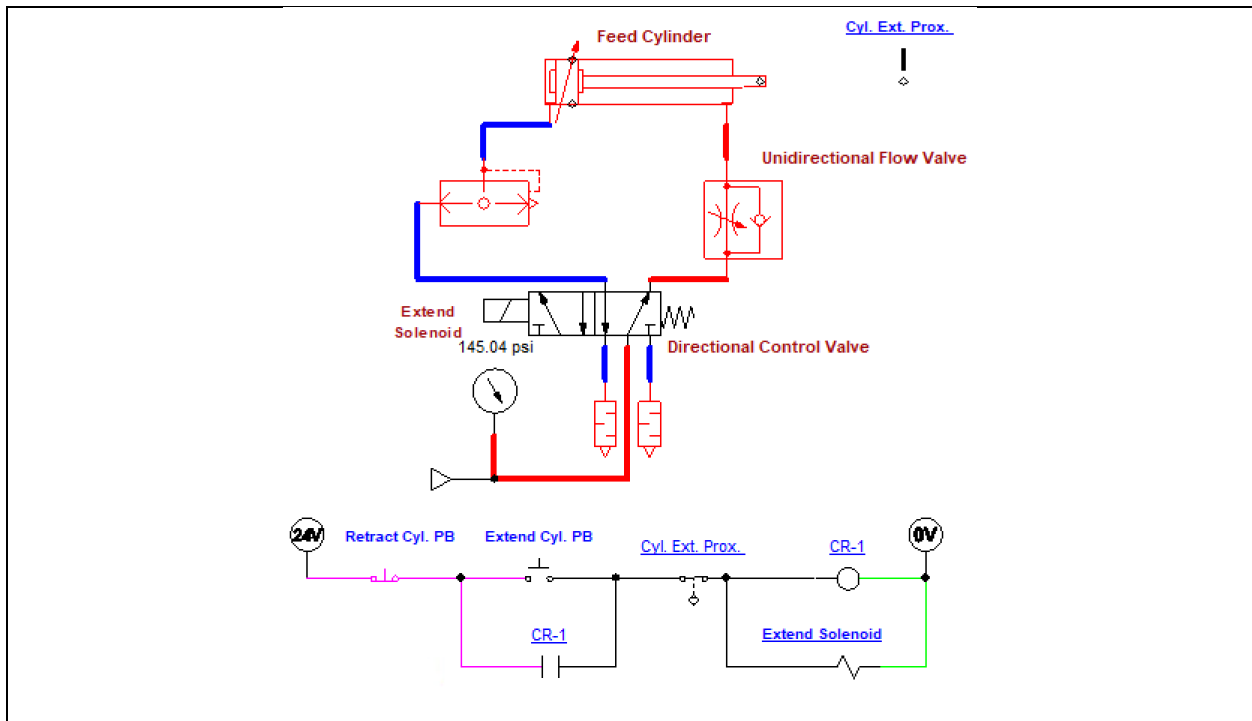 Feed Cylinder
Cyl. Ext. Prox.
Unidirectional Flow Valve
Extend
Solenoid
145.04 psi
Directional Control Valve
24V
Retract Cyl. PB
Extend Cyl. PB
Cyl. Ext. Prox.
CR-1
0V
CR-1
Extend Solenoid